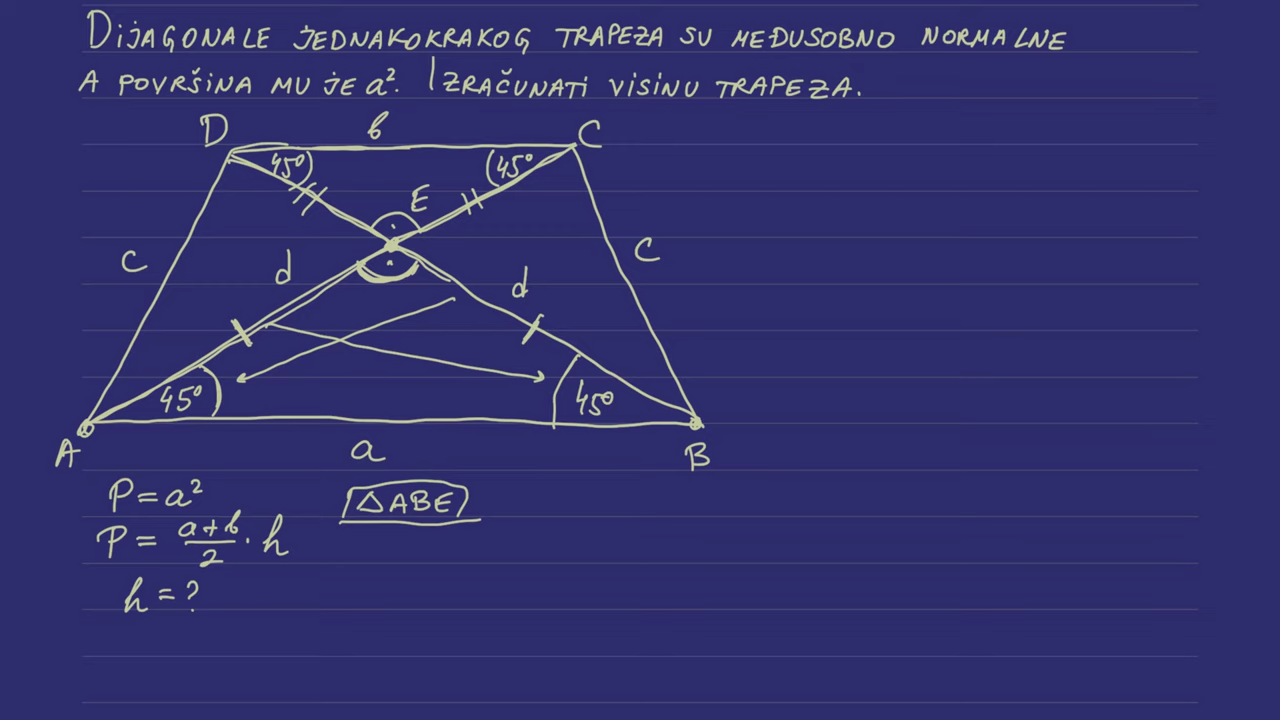 DIJAGONALE JEDNAKOKRAKOG TRAPEZA SU MEĐUSOBNO NORMALNE
A POVRŠINA MU JE a². IZRAČUNATI VISINU TRAPEZA.
D b C
45° 45°
E
c d d c
45° 45°
A a B
P = a² △ABE
P = (a+b)/2 · h
h = ?